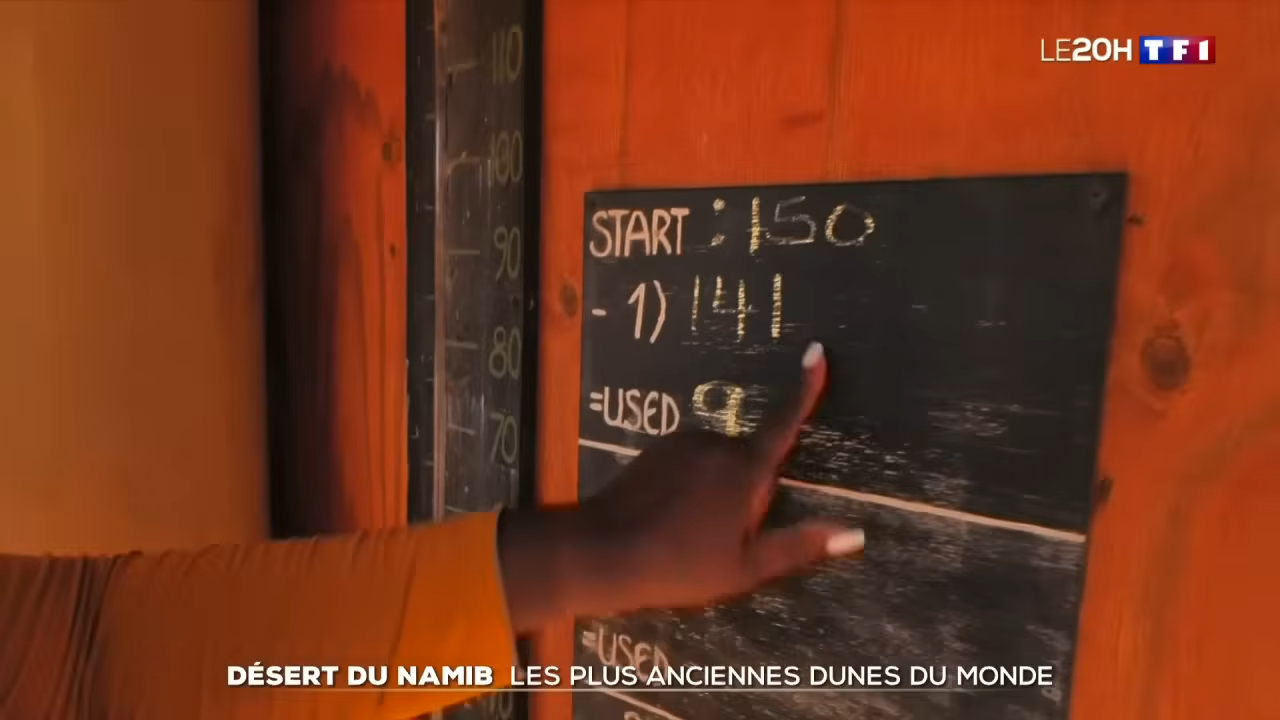 LE20H TF1
110
100
90
80
70
START : 150
- 1) 141
=USED 9
=USED
DÉSERT DU NAMIB LES PLUS ANCIENNES DUNES DU MONDE